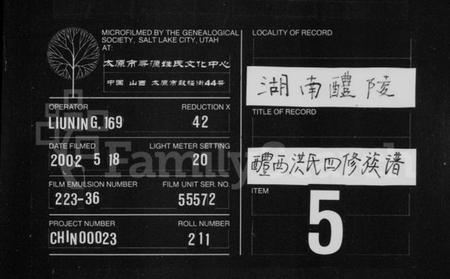 MICROFILMED BY THE GENEALOGICAL
SOCIETY, SALT LAKE CITY, UTAH
AT:
太原市寻源姓氏文化中心
中国 山西 太原市敦化街44号
OPERATOR
REDUCTION X
LIUNING.169
42
DATE FILMED
LIGHT METER SETTING
2002 5 18
20
FILM EMULSION NUMBER
FILM UNIT SER. NO.
223-36
55572
PROJECT NUMBER
ROLL NUMBER
CHIN00023
211
LOCALITY OF RECORD
湖南醴陵
TITLE OF RECORD
醴西洪氏四修族谱
ITEM
5
FamilySearch